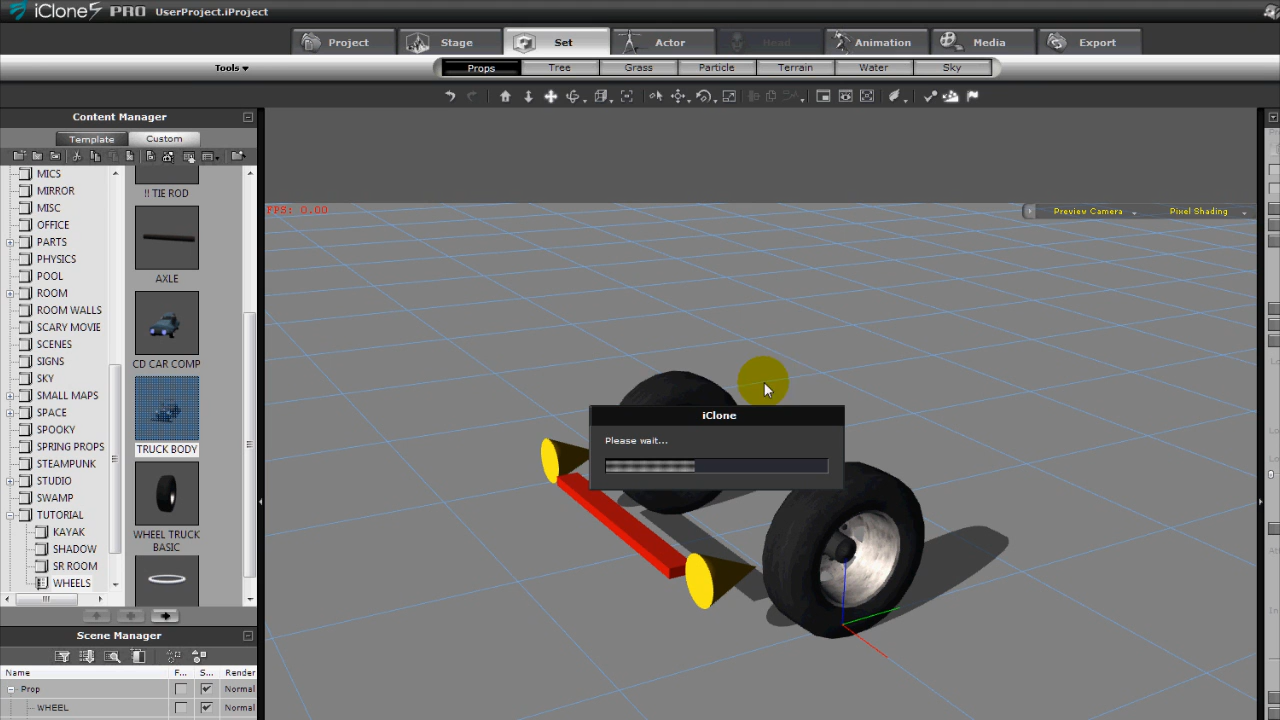 iClone5 PRO UserProject.iProject
Project Stage Set Actor Head Animation Media Export
Tools
Props Tree Grass Particle Terrain Water Sky
Content Manager
Template Custom
MICS
MIRROR
MISC
OFFICE
PARTS
PHYSICS
POOL
ROOM
ROOM WALLS
SCARY MOVIE
SCENES
SIGNS
SKY
SMALL MAPS
SPACE
SPOOKY
SPRING PROPS
STEAMPUNK
STUDIO
SWAMP
TUTORIAL
KAYAK
SHADOW
SR ROOM
WHEELS
!! TIE ROD
AXLE
CD CAR COMP
TRUCK BODY
WHEEL TRUCK
BASIC
FPS: 0.00
Preview Camera Pixel Shading
iClone
Please wait...
Scene Manager
Name F... S... Render
Prop Normal
WHEEL Normal